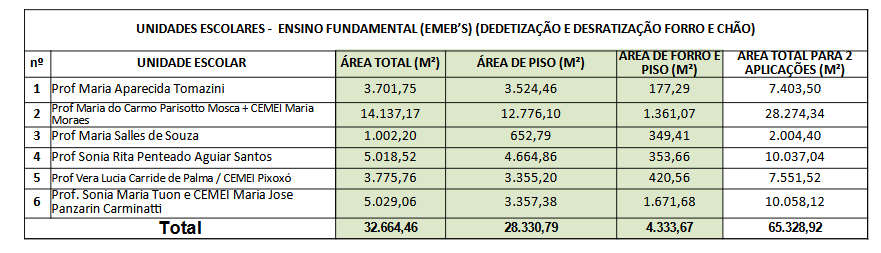 UNIDADES ESCOLARES - ENSINO FUNDAMENTAL (EMEB'S) (DEDETIZAÇÃO E DESRATIZAÇÃO FORRO E CHÃO)
nº UNIDADE ESCOLAR ÁREA TOTAL (M²) ÁREA DE PISO (M²) ÁREA DE FORRO E PISO (M²) ÁREA TOTAL PARA 2 APLICAÇÕES (M²)
1 Prof Maria Aparecida Tomazini 3.701,75 3.524,46 177,29 7.403,50
2 Prof Maria do Carmo Parisotto Mosca + CEMEI Maria Moraes 14.137,17 12.776,10 1.361,07 28.274,34
3 Prof Maria Salles de Souza 1.002,20 652,79 349,41 2.004,40
4 Prof Sonia Rita Penteado Aguiar Santos 5.018,52 4.664,86 353,66 10.037,04
5 Prof Vera Lucia Carride de Palma / CEMEI Pixoxó 3.775,76 3.355,20 420,56 7.551,52
6 Prof. Sonia Maria Tuon e CEMEI Maria Jose Panzarin Carminatti 5.029,06 3.357,38 1.671,68 10.058,12
Total 32.664,46 28.330,79 4.333,67 65.328,92